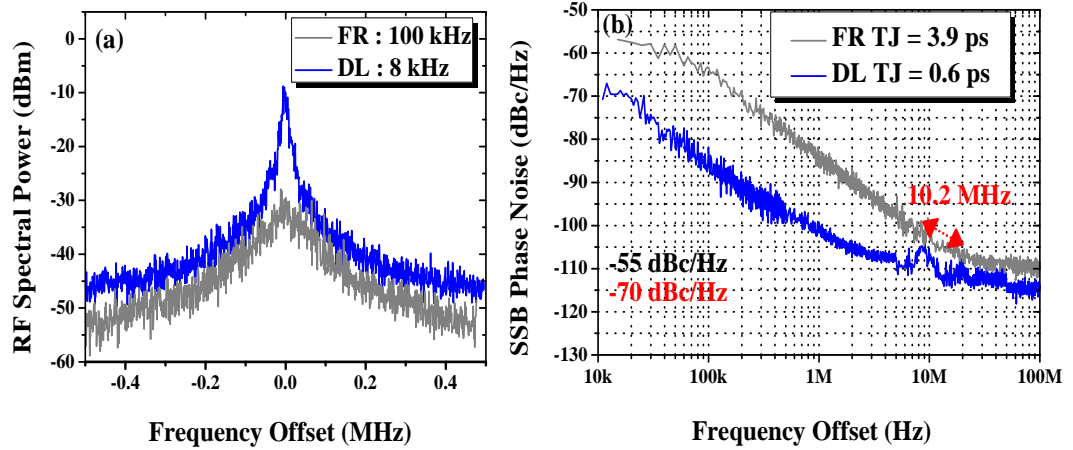 (a)
FR : 100 kHz
DL : 8 kHz
RF Spectral Power (dBm)
0
-10
-20
-30
-40
-50
-60
-0.4
-0.2
0.0
0.2
0.4
Frequency Offset (MHz)
(b)
FR TJ = 3.9 ps
DL TJ = 0.6 ps
SSB Phase Noise (dBc/Hz)
-50
-60
-70
-80
-90
-100
-110
-120
-130
10.2 MHz
-55 dBc/Hz
-70 dBc/Hz
10k
100k
1M
10M
100M
Frequency Offset (Hz)